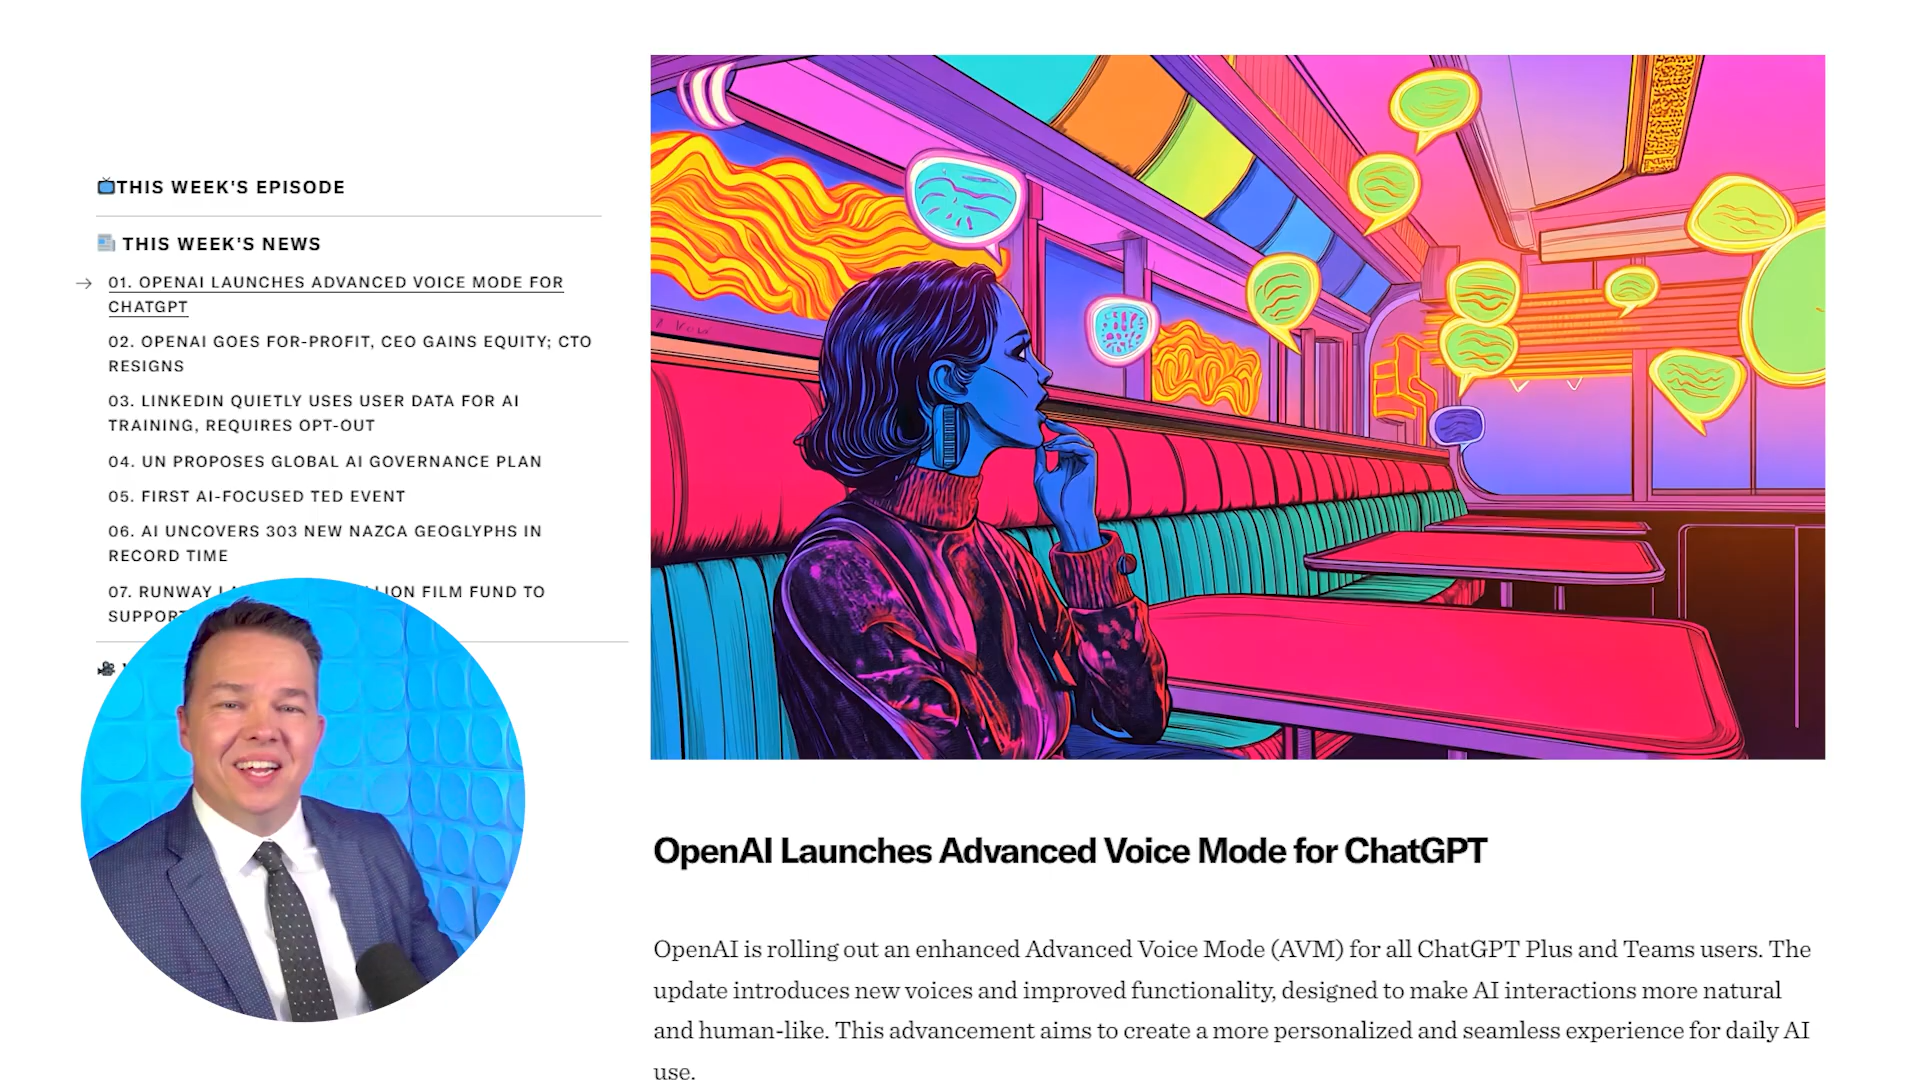 THIS WEEK'S EPISODE
THIS WEEK'S NEWS
01. OPENAI LAUNCHES ADVANCED VOICE MODE FOR
CHATGPT
02. OPENAI GOES FOR-PROFIT, CEO GAINS EQUITY; CTO
RESIGNS
03. LINKEDIN QUIETLY USES USER DATA FOR AI
TRAINING, REQUIRES OPT-OUT
04. UN PROPOSES GLOBAL AI GOVERNANCE PLAN
05. FIRST AI-FOCUSED TED EVENT
06. AI UNCOVERS 303 NEW NAZCA GEOGLYPHS IN
RECORD TIME
07. RUNWAY FILM FUND TO
OpenAI Launches Advanced Voice Mode for ChatGPT
OpenAI is rolling out an enhanced Advanced Voice Mode (AVM) for all ChatGPT Plus and Teams users. The
update introduces new voices and improved functionality, designed to make AI interactions more natural
and human-like. This advancement aims to create a more personalized and seamless experience for daily AI
use.